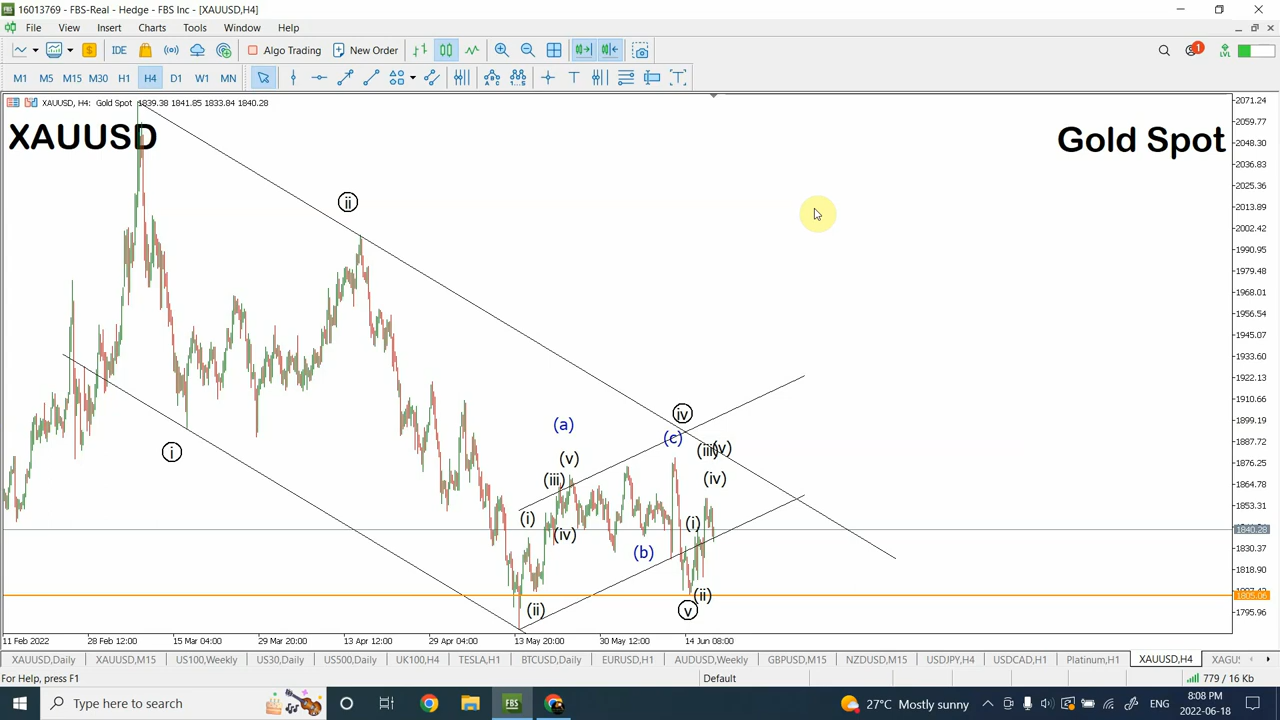 16013769 - FBS-Real - Hedge - FBS Inc - [XAUUSD,H4]
File View Insert Charts Tools Window Help
IDE Algo Trading New Order 1 LVL
M1 M5 M15 M30 H1 H4 D1 W1 MN
XAUUSD, H4: Gold Spot 1839.38 1841.85 1833.84 1840.28
XAUUSD
Gold Spot
2071.24
2059.77
2048.30
2036.83
2025.36
2013.89
2002.42
1990.95
1979.48
1968.01
1956.54
1945.07
1933.60
1922.13
1910.66
1899.19
1887.72
1876.25
1864.78
1853.31
1840.28
1830.37
1818.90
1805.06
1795.96
ii
i
iv
(a)
(c)
(v)
(iii)
(v)
(iii)
(iv)
(i)
(i)
(iv)
(b)
(ii)
(ii)
v
11 Feb 2022 28 Feb 12:00 15 Mar 04:00 29 Mar 20:00 13 Apr 12:00 29 Apr 04:00 13 May 20:00 30 May 12:00 14 Jun 08:00
XAUUSD,Daily XAUUSD,M15 US100,Weekly US30,Daily US500,Daily UK100,H4 TESLA,H1 BTCUSD,Daily EURUSD,H1 AUDUSD,Weekly GBPUSD,M15 NZDUSD,M15 USDJPY,H4 USDCAD,H1 Platinum,H1 XAUUSD,H4 XAGUS
For Help, press F1 Default 779 / 16 Kb
Type here to search FBS 27°C Mostly sunny ENG 8:08 PM
2022-06-18